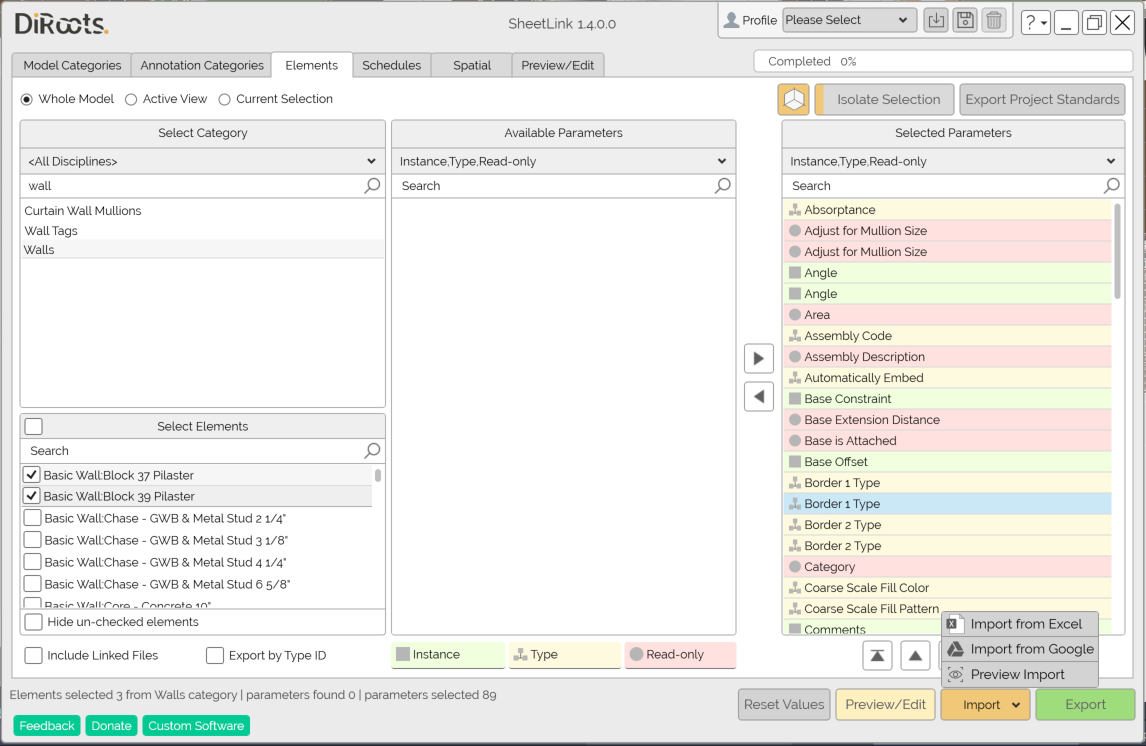 DiRoots.
SheetLink 1.4.0.0
Profile
Please Select
?
Model Categories
Annotation Categories
Elements
Schedules
Spatial
Preview/Edit
Completed 0%
Whole Model
Active View
Current Selection
Isolate Selection
Export Project Standards
Select Category
<All Disciplines>
wall
Curtain Wall Mullions
Wall Tags
Walls
Select Elements
Search
Basic Wall:Block 37 Pilaster
Basic Wall:Block 39 Pilaster
Basic Wall:Chase - GWB & Metal Stud 2 1/4"
Basic Wall:Chase - GWB & Metal Stud 3 1/8"
Basic Wall:Chase - GWB & Metal Stud 4 1/4"
Basic Wall:Chase - GWB & Metal Stud 6 5/8"
Basic Wall:Core - Concrete 10"
Hide un-checked elements
Include Linked Files
Export by Type ID
Available Parameters
Instance,Type,Read-only
Search
Instance
Type
Read-only
Selected Parameters
Instance,Type,Read-only
Search
Absorptance
Adjust for Mullion Size
Adjust for Mullion Size
Angle
Angle
Area
Assembly Code
Assembly Description
Automatically Embed
Base Constraint
Base Extension Distance
Base is Attached
Base Offset
Border 1 Type
Border 1 Type
Border 2 Type
Border 2 Type
Category
Coarse Scale Fill Color
Coarse Scale Fill Pattern
Comments
Import from Excel
Import from Google
Preview Import
Elements selected 3 from Walls category | parameters found 0 | parameters selected 89
Reset Values
Preview/Edit
Import
Export
Feedback
Donate
Custom Software